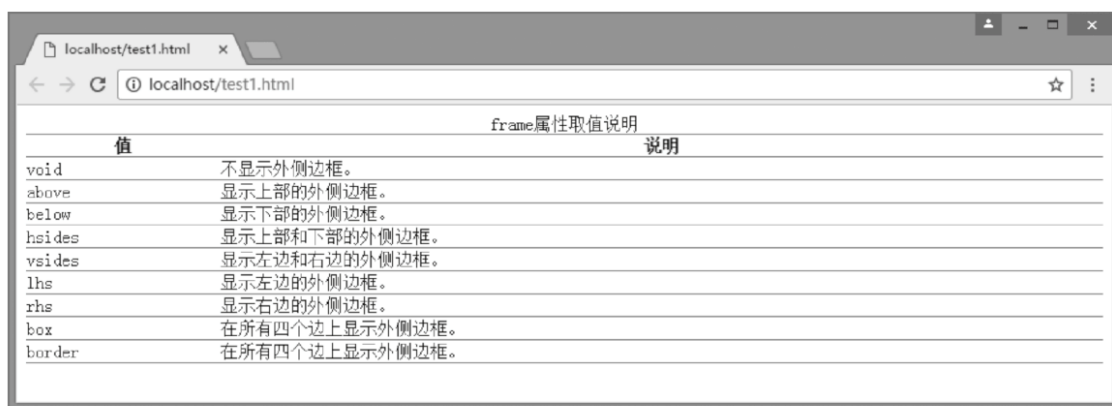 localhost/test1.html
localhost/test1.html
frame属性取值说明
值 说明
void 不显示外侧边框。
above 显示上部的外侧边框。
below 显示下部的外侧边框。
hsides 显示上部和下部的外侧边框。
vsides 显示左边和右边的外侧边框。
lhs 显示左边的外侧边框。
rhs 显示右边的外侧边框。
box 在所有四个边上显示外侧边框。
border 在所有四个边上显示外侧边框。